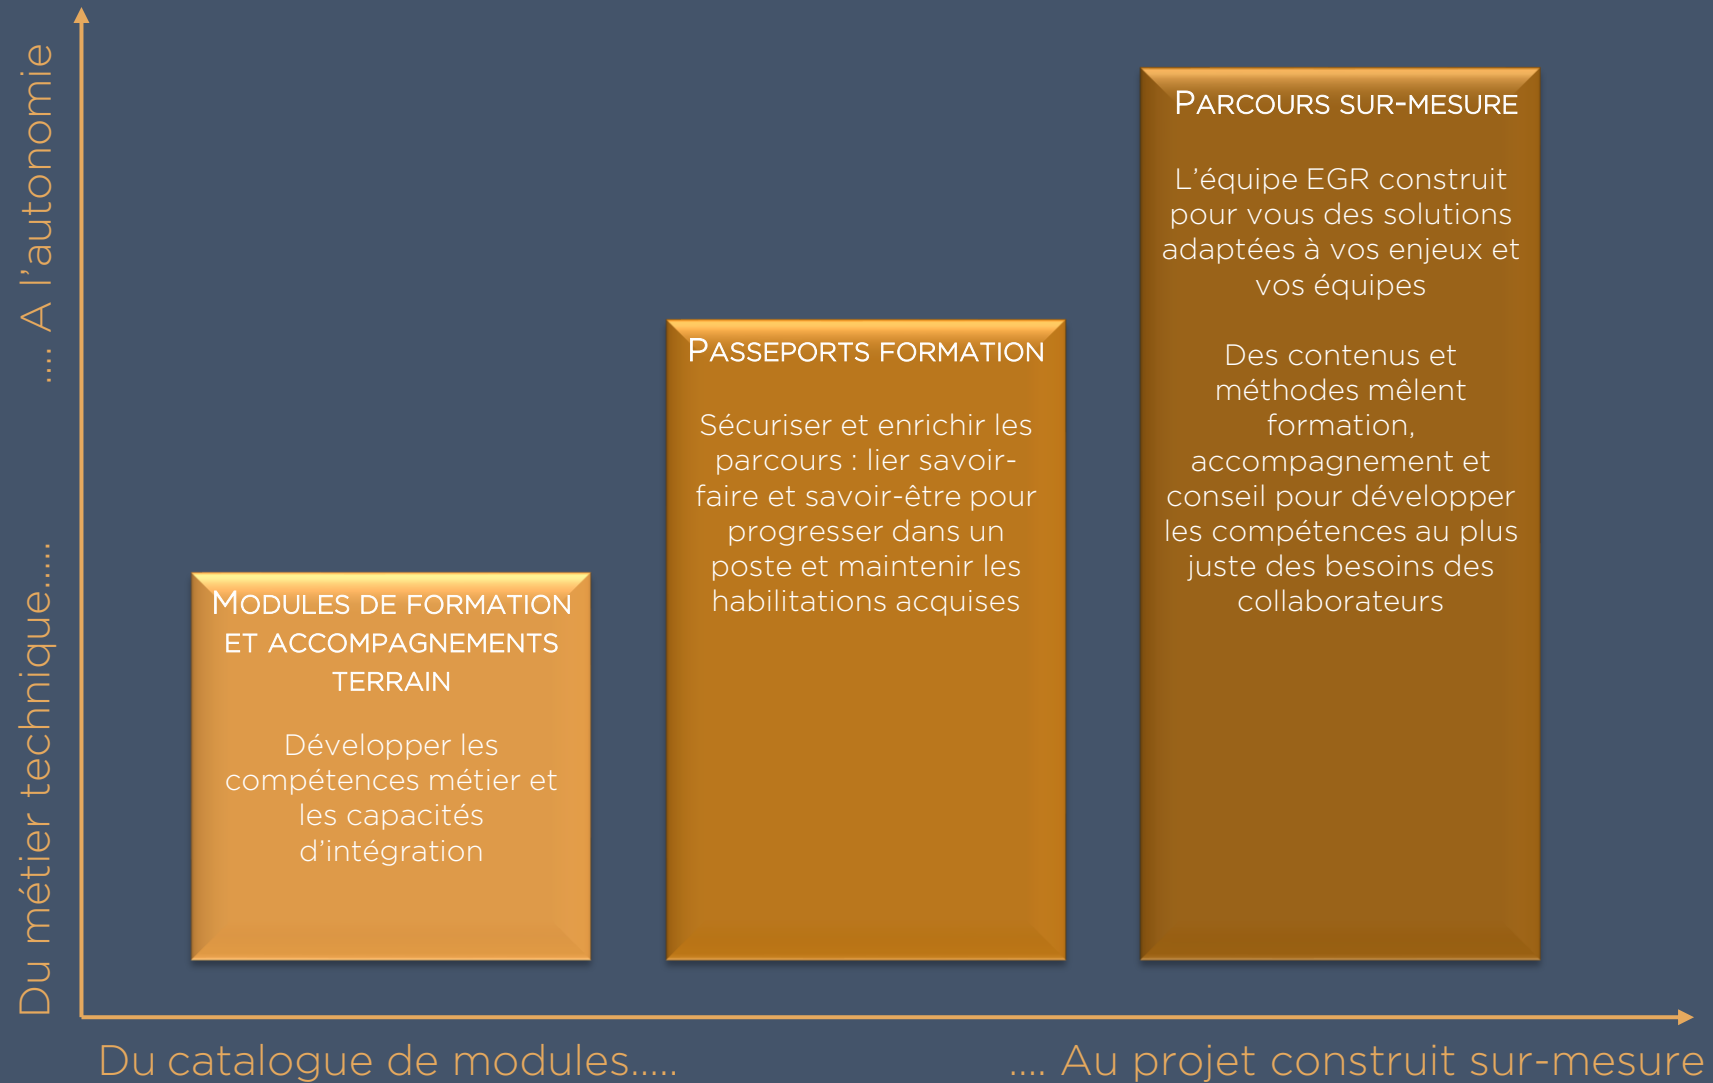 .... A l'autonomie
Du métier technique.....
MODULES DE FORMATION
ET ACCOMPAGNEMENTS
TERRAIN
Développer les
compétences métier et
les capacités
d'intégration
PASSEPORTS FORMATION
Sécuriser et enrichir les
parcours : lier savoir-
faire et savoir-être pour
progresser dans un
poste et maintenir les
habilitations acquises
PARCOURS SUR-MESURE
L'équipe EGR construit
pour vous des solutions
adaptées à vos enjeux et
vos équipes
Des contenus et
méthodes mêlent
formation,
accompagnement et
conseil pour développer
les compétences au plus
juste des besoins des
collaborateurs
Du catalogue de modules.....
.... Au projet construit sur-mesure